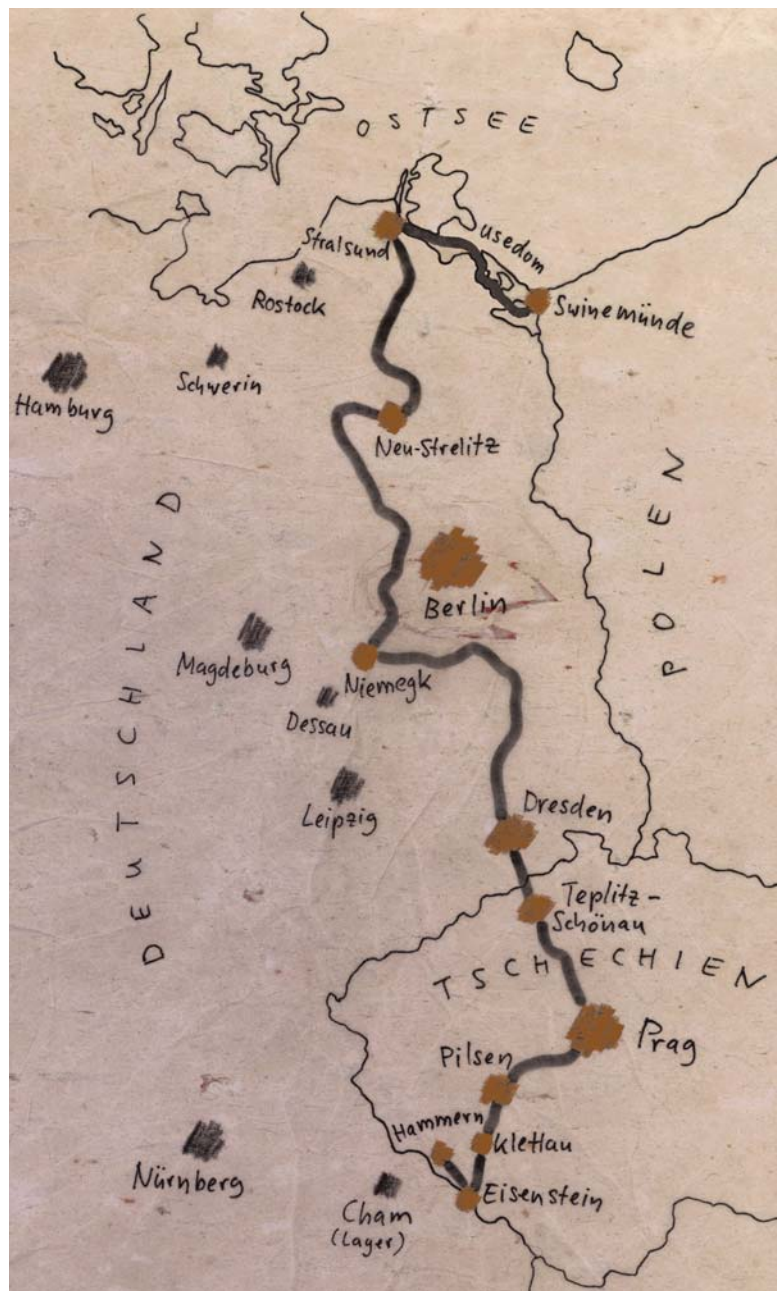 OSTSEE
Stralsund
Usedom
Rostock
Swinemünde
Hamburg
Schwerin
Neu-Strelitz
DEUTSCHLAND
POLEN
Berlin
Magdeburg
Niemegk
Dessau
Leipzig
Dresden
Teplitz-
Schönau
TSCHECHIEN
Prag
Pilsen
Hammern
Klettau
Nürnberg
Eisenstein
Cham
(Lager)